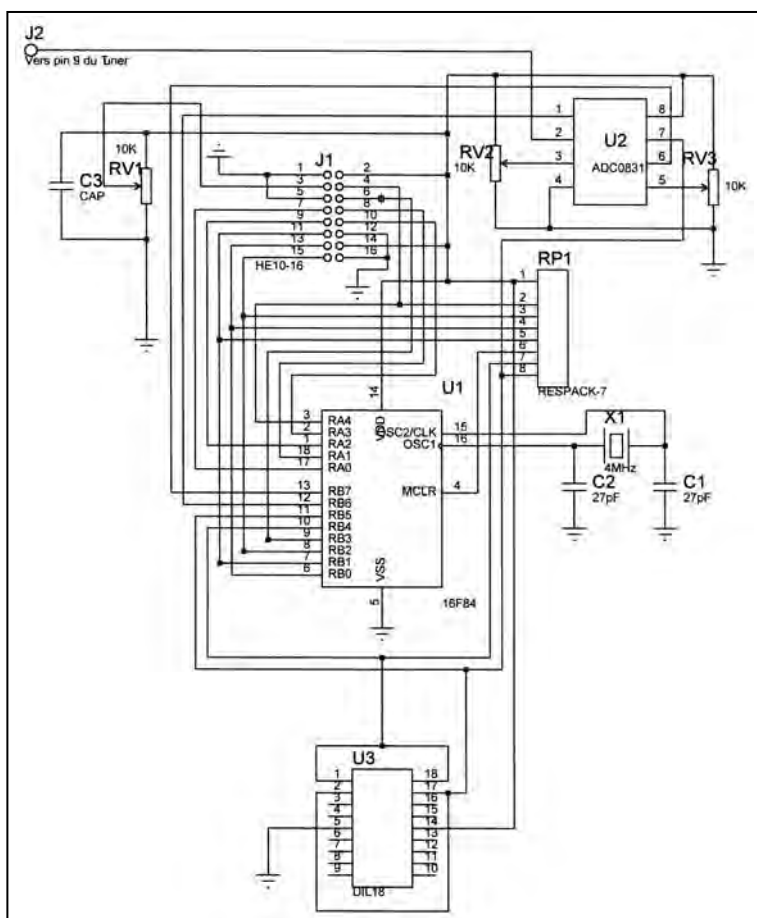 J2
Vers pin 9 du Tuner
1 8
2 U2 7
3 ADC0831 6
4 5
RV2
10K
RV3
10K
10K
RV1
C3
CAP
J1
1 2
3 4
5 6
7 8
9 10
11 12
13 14
15 16
HE10-16
RP1
1
2
3
4
5
6
7
8
RESPACK-7
U1
14
3 RA4 VDD OSC2/CLK 15
2 RA3 OSC1 16
1 RA2
18 RA1
17 RA0
13 RB7 MCLR 4
12 RB6
11 RB5
10 RB4
9 RB3
8 RB2
7 RB1
6 RB0
VSS
5
16F84
X1
4MHz
C2
27pF
C1
27pF
U3
1 18
2 17
3 16
4 15
5 14
6 13
7 12
8 11
9 10
DIL18